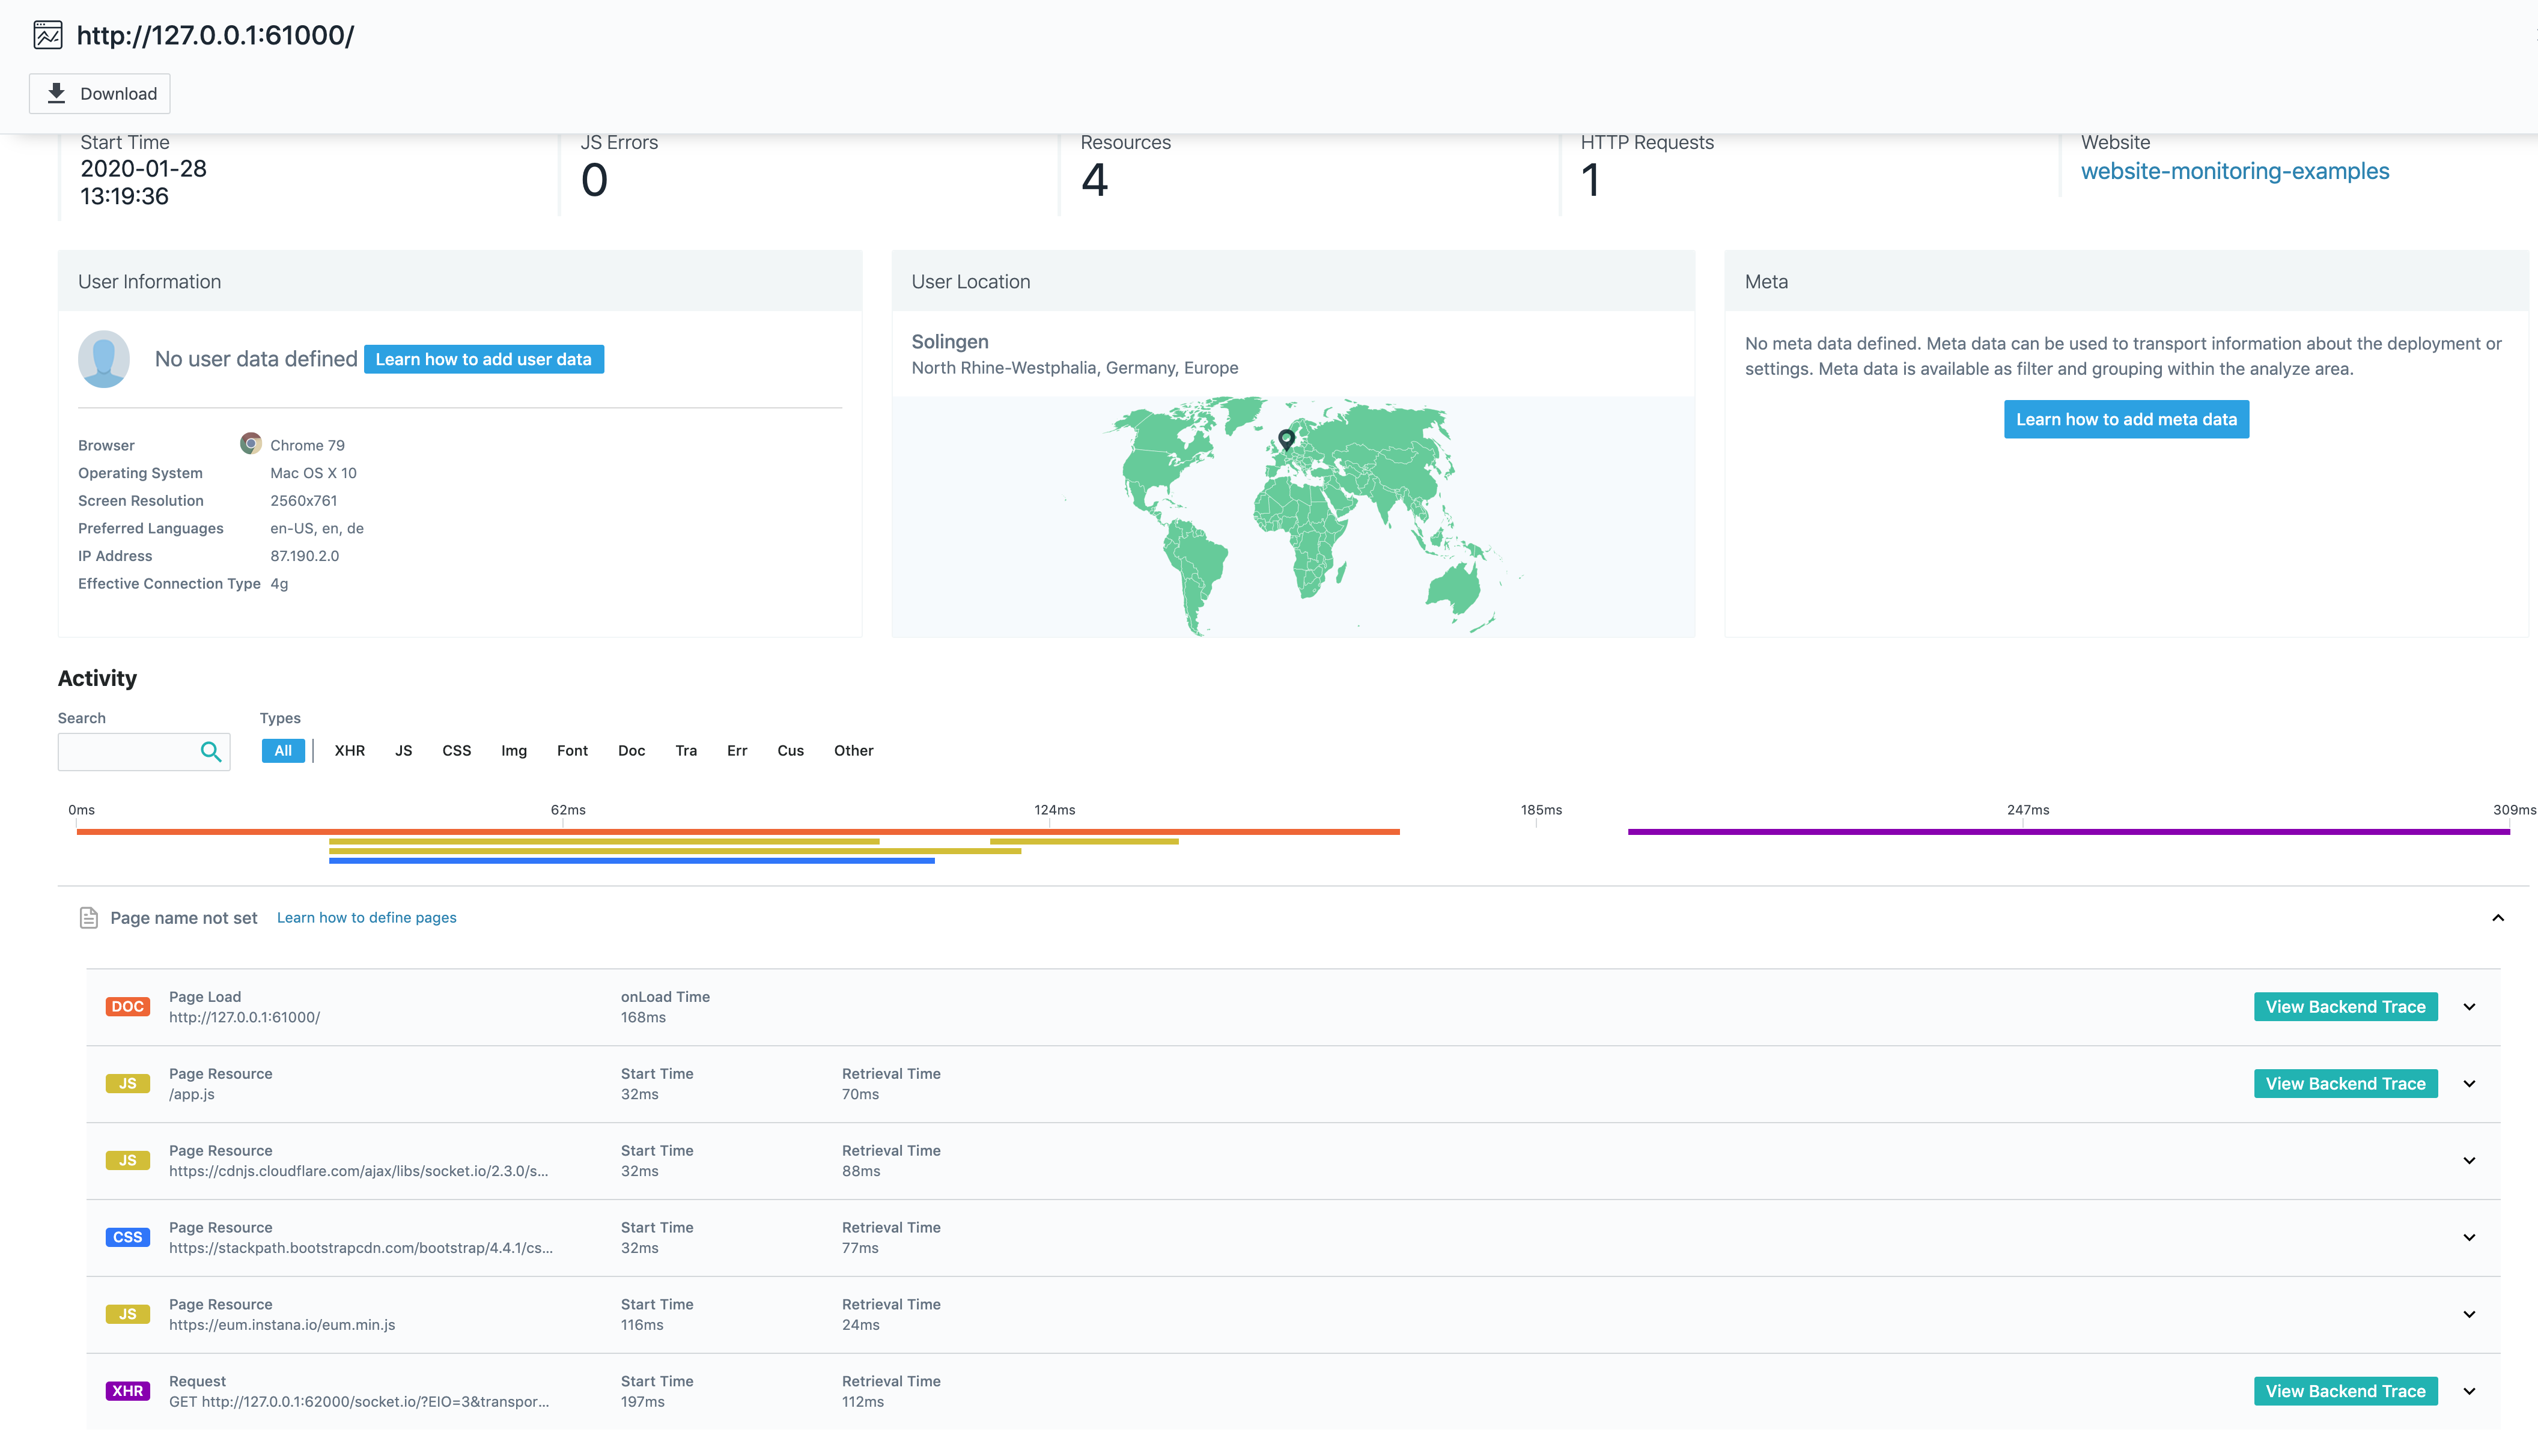 http://127.0.0.1:61000/
Download
Start Time
2020-01-28
13:19:36
JS Errors
0
Resources
4
HTTP Requests
1
Website
website-monitoring-examples
User Information
No user data defined Learn how to add user data
Browser Chrome 79
Operating System Mac OS X 10
Screen Resolution 2560x761
Preferred Languages en-US, en, de
IP Address 87.190.2.0
Effective Connection Type 4g
User Location
Solingen
North Rhine-Westphalia, Germany, Europe
Meta
No meta data defined. Meta data can be used to transport information about the deployment or
settings. Meta data is available as filter and grouping within the analyze area.
Learn how to add meta data
Activity
Search Types
All XHR JS CSS Img Font Doc Tra Err Cus Other
0ms 62ms 124ms 185ms 247ms 309ms
Page name not set Learn how to define pages
DOC Page Load onLoad Time View Backend Trace
http://127.0.0.1:61000/ 168ms
JS Page Resource Start Time Retrieval Time View Backend Trace
/app.js 32ms 70ms
JS Page Resource Start Time Retrieval Time
https://cdnjs.cloudflare.com/ajax/libs/socket.io/2.3.0/s... 32ms 88ms
CSS Page Resource Start Time Retrieval Time
https://stackpath.bootstrapcdn.com/bootstrap/4.4.1/cs... 32ms 77ms
JS Page Resource Start Time Retrieval Time
https://eum.instana.io/eum.min.js 116ms 24ms
XHR Request Start Time Retrieval Time View Backend Trace
GET http://127.0.0.1:62000/socket.io/?EIO=3&transpor... 197ms 112ms